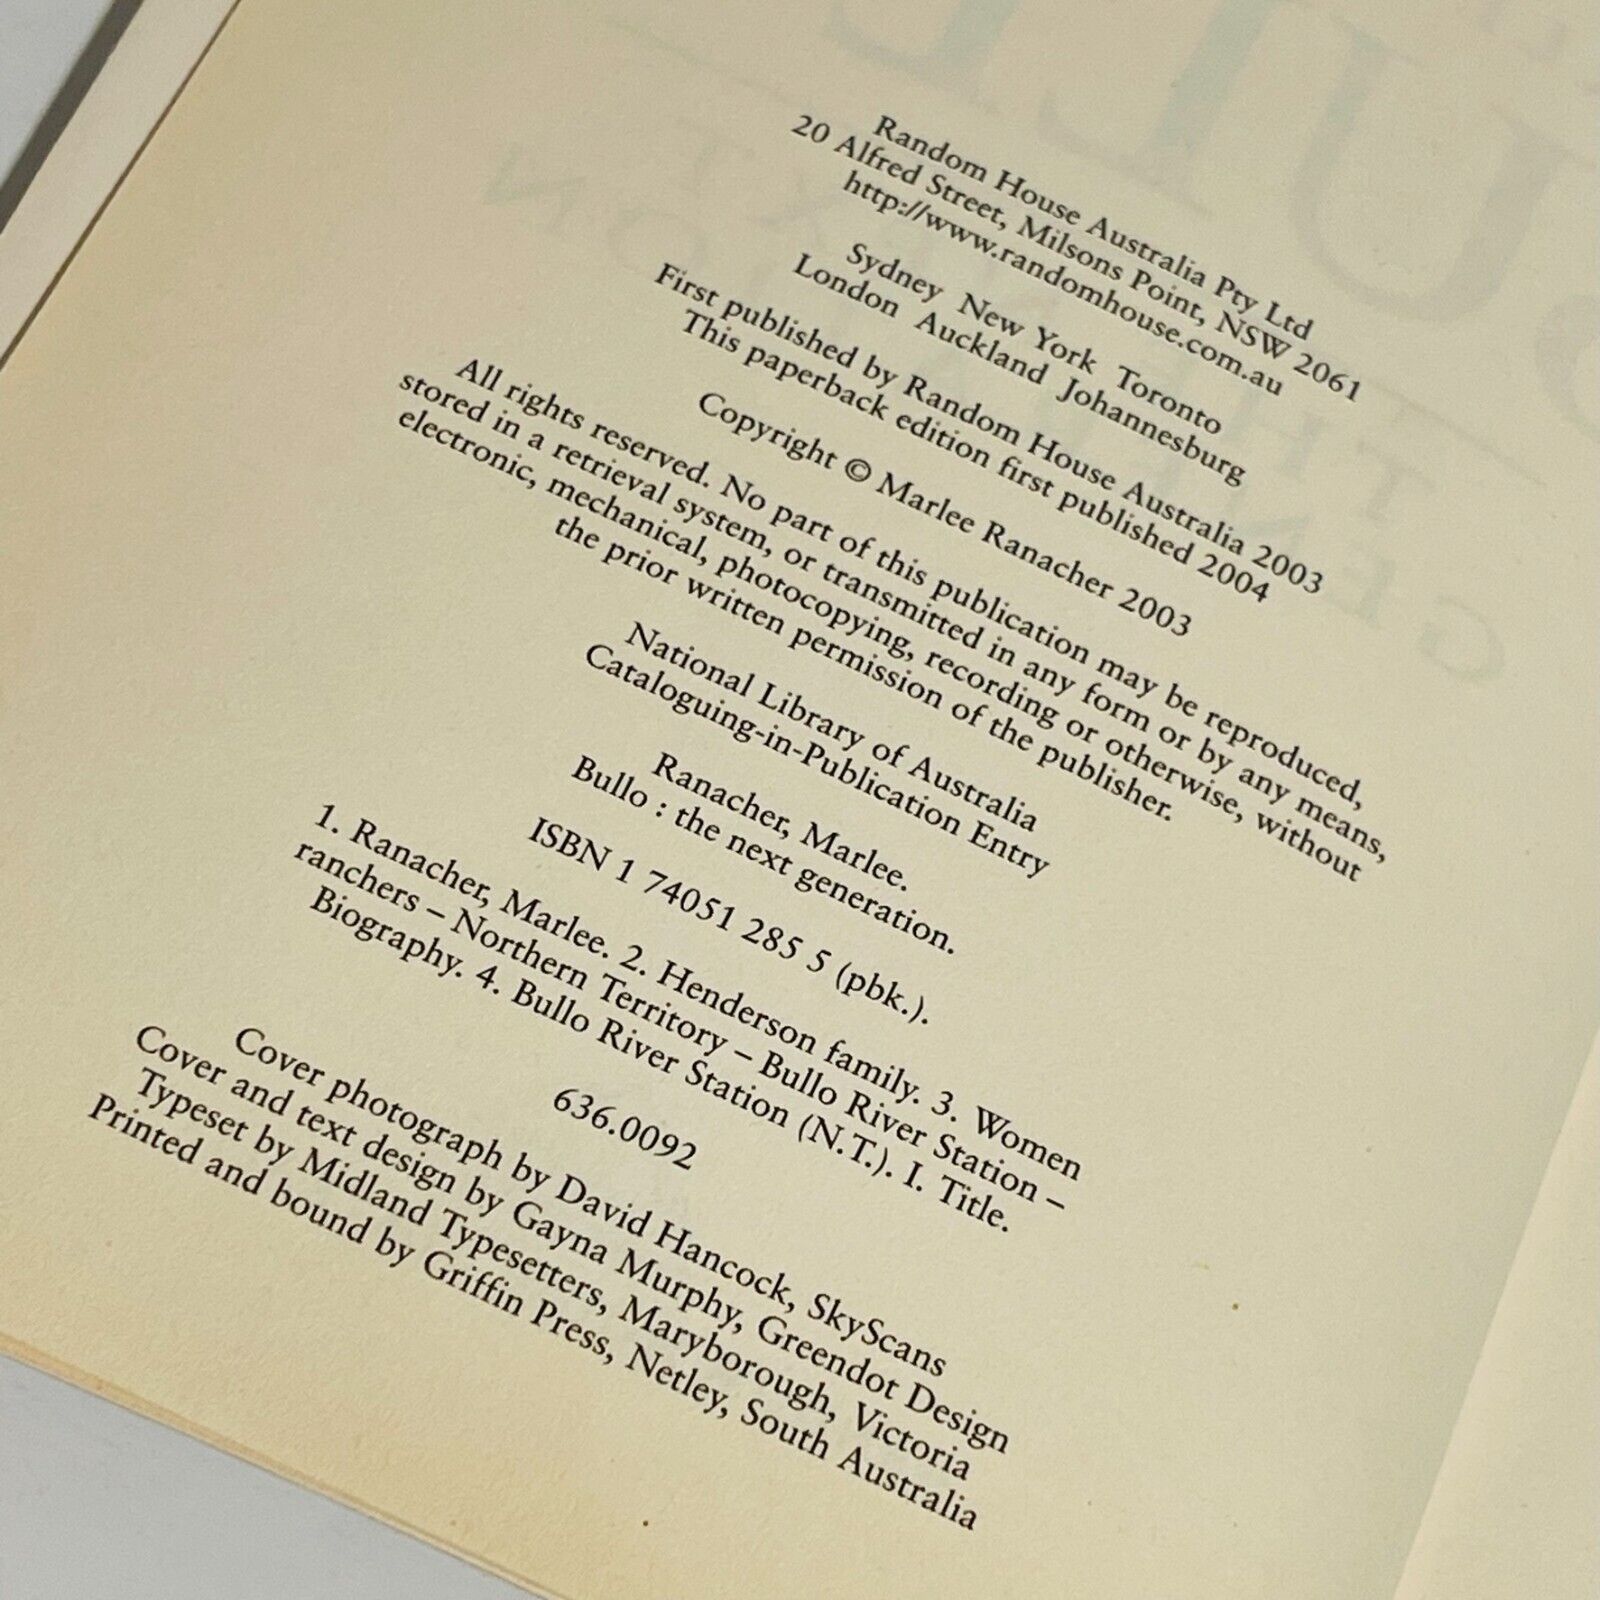 Random House Australia Pty Ltd
20 Alfred Street, Milsons Point, NSW 2061
http://www.randomhouse.com.au
Sydney New York Toronto
London Auckland Johannesburg
First published by Random House Australia 2003
This paperback edition first published 2004
Copyright © Marlee Ranacher 2003
All rights reserved. No part of this publication may be reproduced,
stored in a retrieval system, or transmitted in any form or by any means,
electronic, mechanical, photocopying, recording or otherwise, without
the prior written permission of the publisher.
National Library of Australia
Cataloguing-in-Publication Entry
Ranacher, Marlee.
Bullo : the next generation.
ISBN 1 74051 285 5 (pbk.).
1. Ranacher, Marlee. 2. Henderson family. 3. Women
ranchers – Northern Territory – Bullo River Station –
Biography. 4. Bullo River Station (N.T.). I. Title.
636.0092
Cover photograph by David Hancock, SkyScans
Cover and text design by Gayna Murphy, Greendot Design
Typeset by Midland Typesetters, Maryborough, Victoria
Printed and bound by Griffin Press, Netley, South Australia